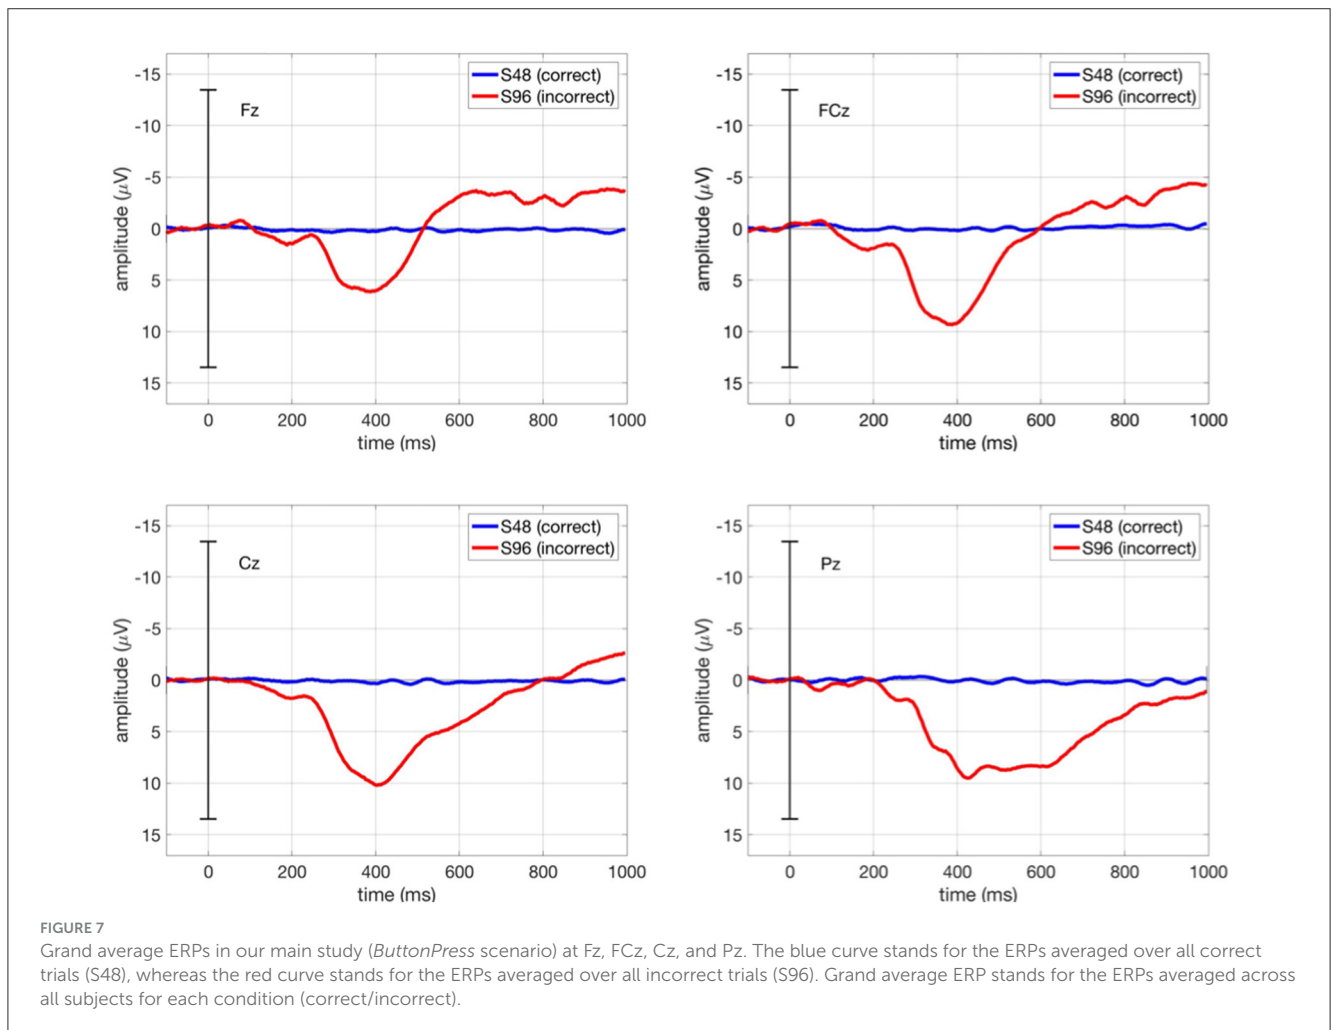 -15
-10
-5
0
5
10
15
amplitude (μV)
Fz
S48 (correct)
S96 (incorrect)
0 200 400 600 800 1000
time (ms)
-15
-10
-5
0
5
10
15
amplitude (μV)
FCz
S48 (correct)
S96 (incorrect)
0 200 400 600 800 1000
time (ms)
-15
-10
-5
0
5
10
15
amplitude (μV)
Cz
S48 (correct)
S96 (incorrect)
0 200 400 600 800 1000
time (ms)
-15
-10
-5
0
5
10
15
amplitude (μV)
Pz
S48 (correct)
S96 (incorrect)
0 200 400 600 800 1000
time (ms)
FIGURE 7
Grand average ERPs in our main study (ButtonPress scenario) at Fz, FCz, Cz, and Pz. The blue curve stands for the ERPs averaged over all correct
trials (S48), whereas the red curve stands for the ERPs averaged over all incorrect trials (S96). Grand average ERP stands for the ERPs averaged across
all subjects for each condition (correct/incorrect).